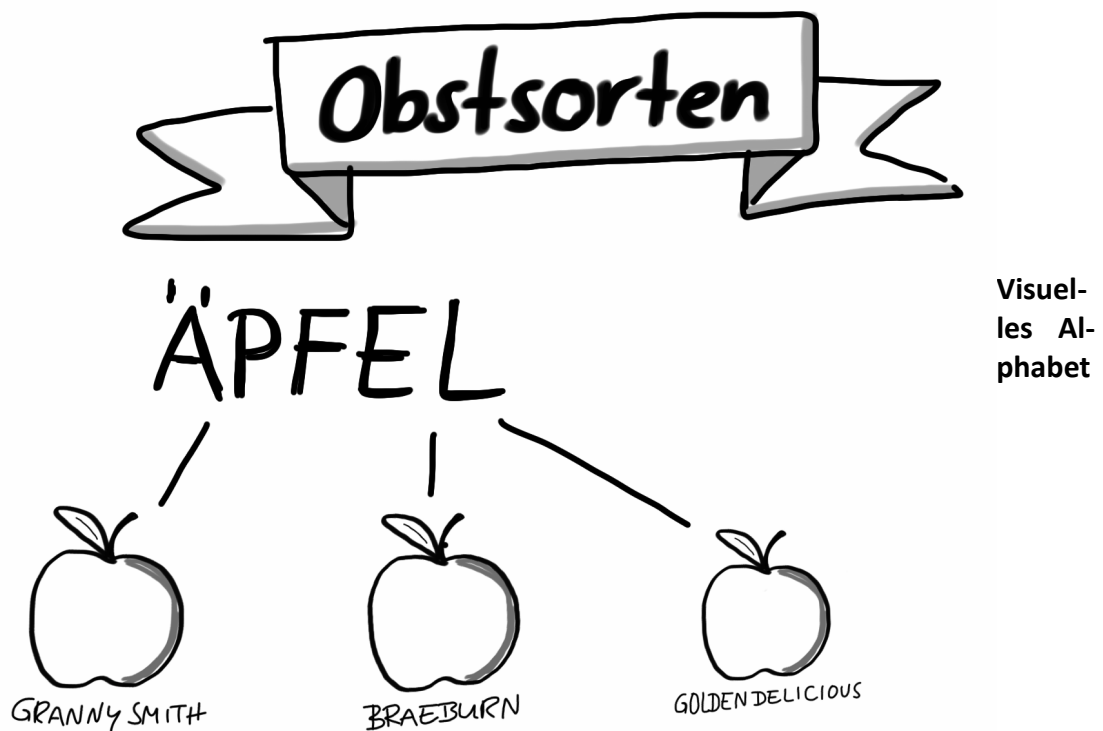 Obstsorten
ÄPFEL
Visuel-
les Al-
phabet
GRANNY SMITH
BRAEBURN
GOLDEN DELICIOUS